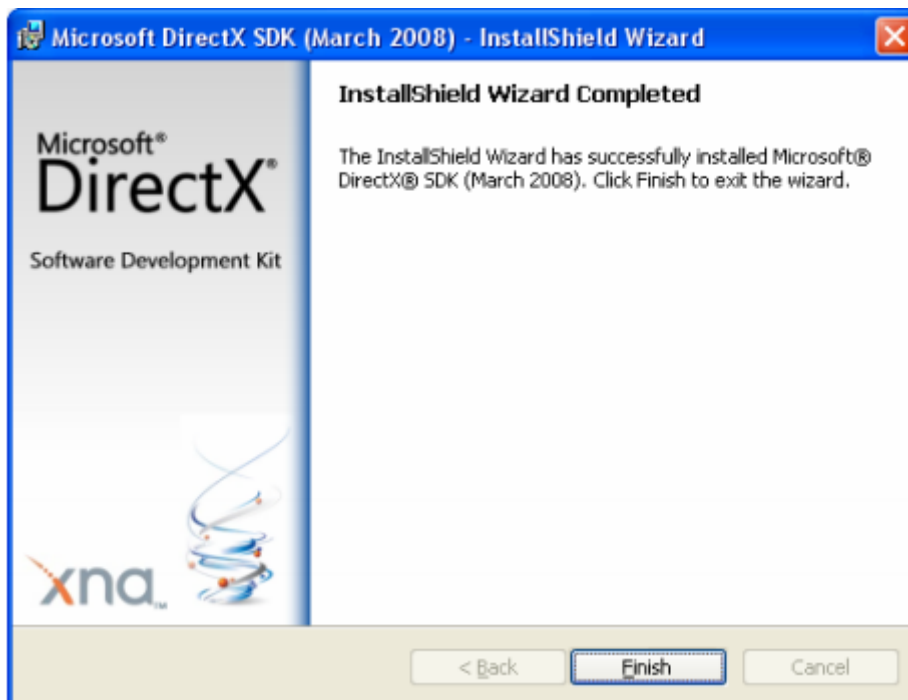 Microsoft DirectX SDK (March 2008) - InstallShield Wizard
Microsoft®
DirectX®
Software Development Kit
xna™
InstallShield Wizard Completed
The InstallShield Wizard has successfully installed Microsoft®
DirectX® SDK (March 2008). Click Finish to exit the wizard.
< Back
Finish
Cancel